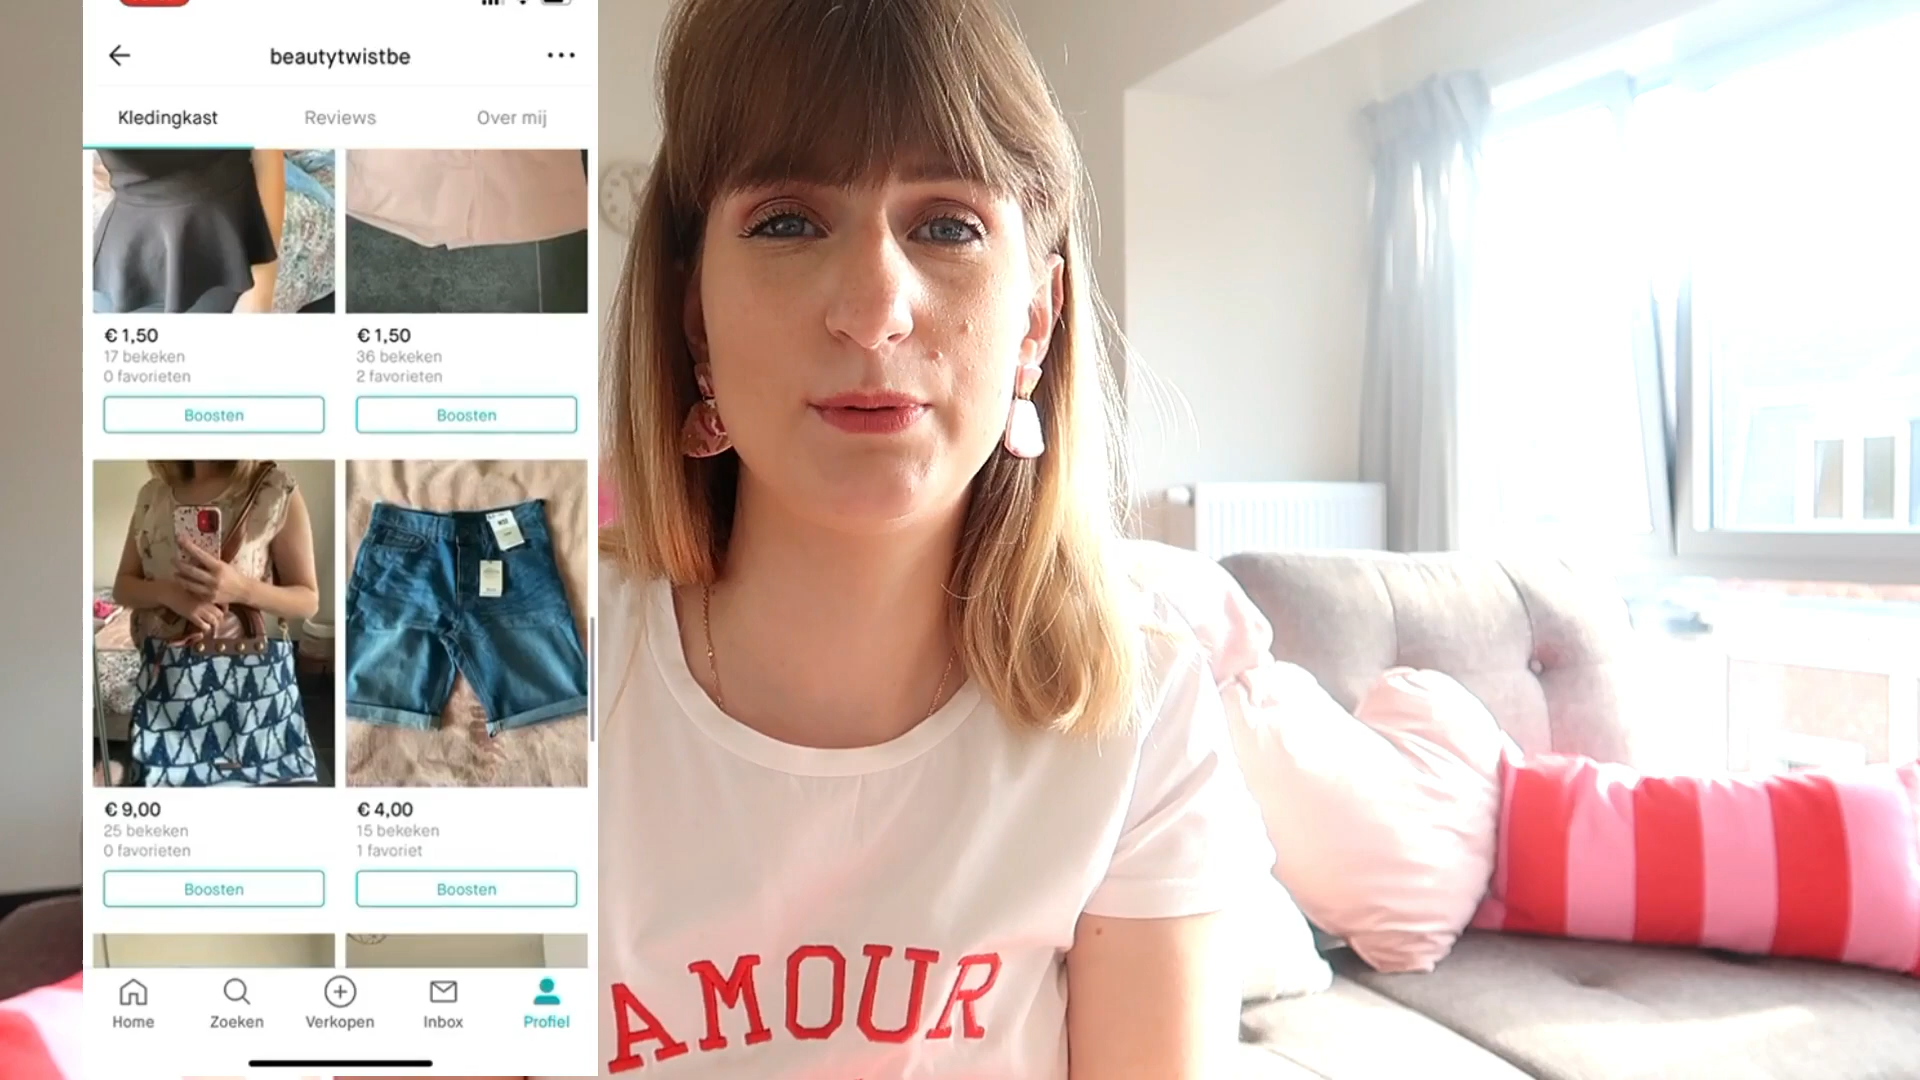 beautytwistbe
Kledingkast
Reviews
Over mij
€ 1,50
17 bekeken
0 favorieten
Boosten
€ 1,50
36 bekeken
2 favorieten
Boosten
€ 9,00
25 bekeken
0 favorieten
Boosten
€ 4,00
15 bekeken
1 favoriet
Boosten
Home
Zoeken
Verkopen
Inbox
Profiel
AMOUR